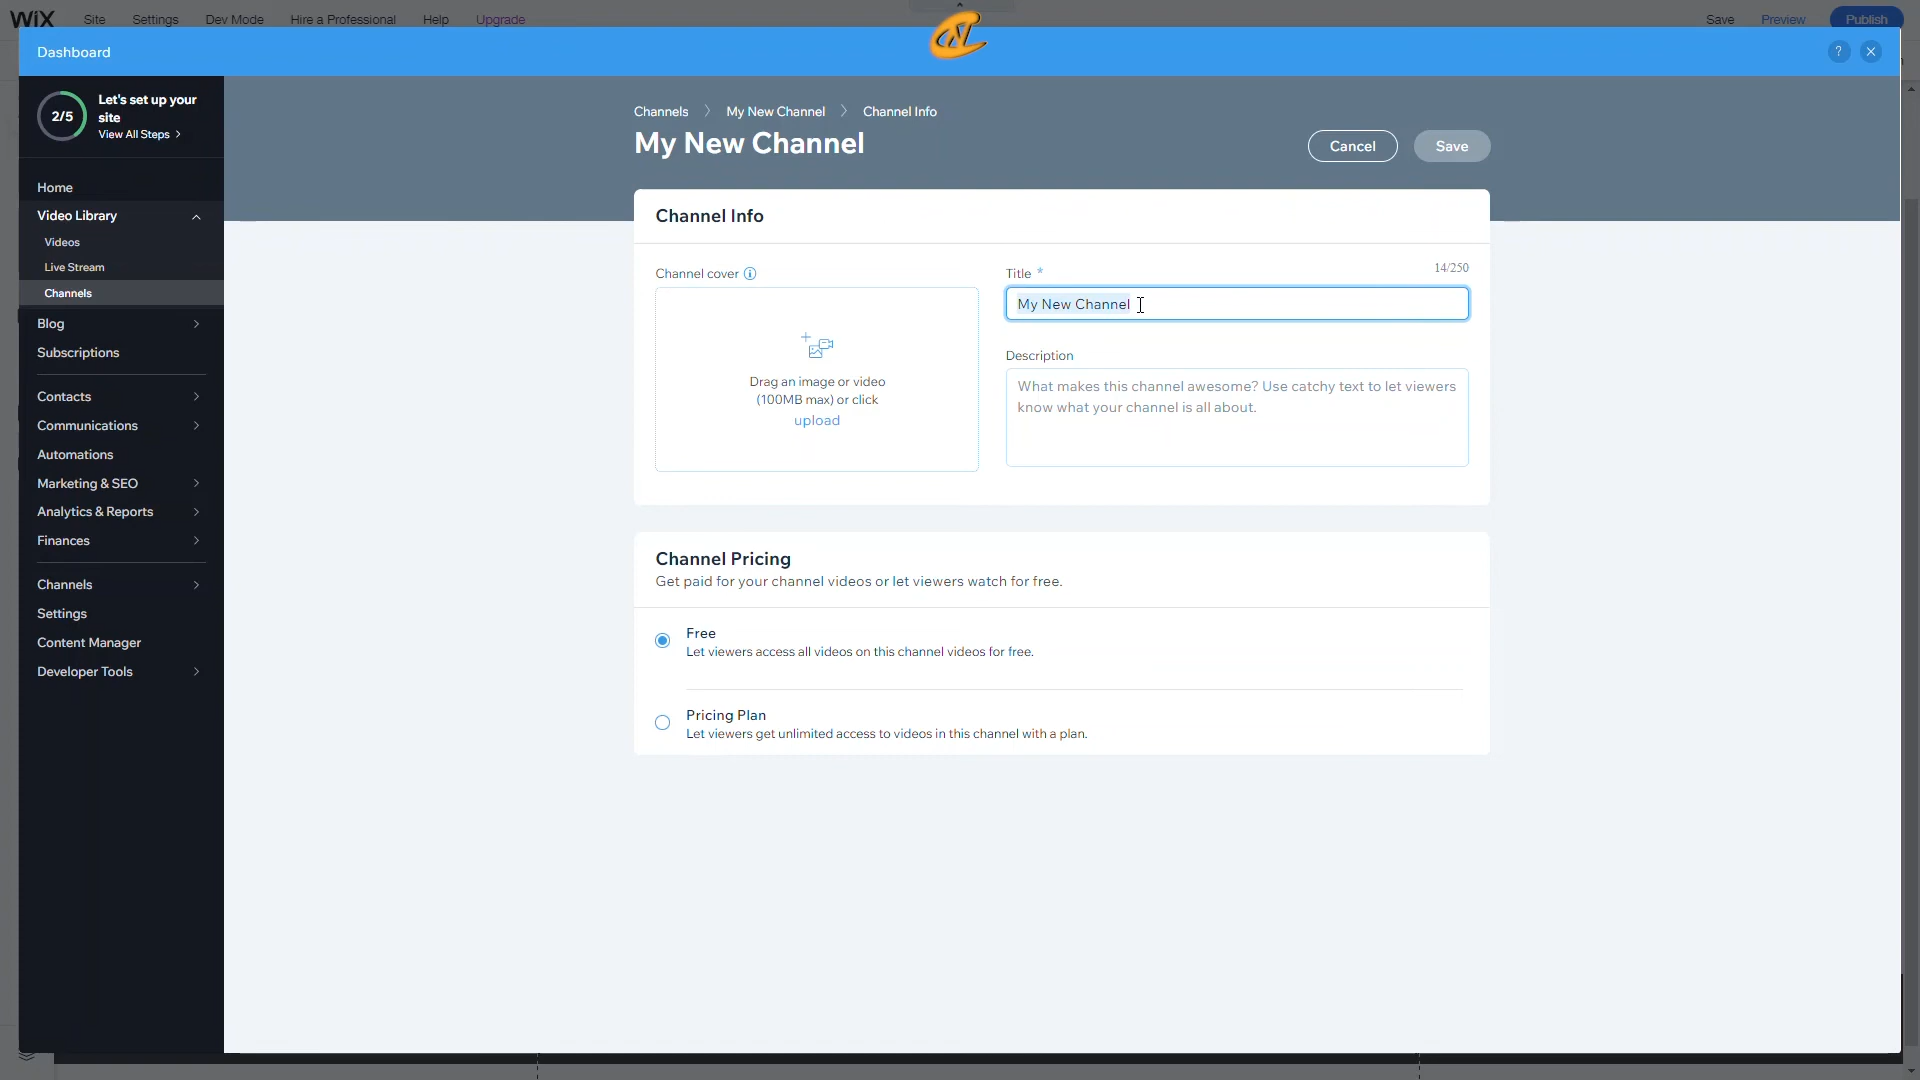 WiX Site Settings Dev Mode Hire a Professional Help Upgrade Save Preview Publish
Dashboard
?
2/5
Let's set up your
site
View All Steps
Home
Video Library
Videos
Live Stream
Channels
Blog
Subscriptions
Contacts
Communications
Automations
Marketing & SEO
Analytics & Reports
Finances
Channels
Settings
Content Manager
Developer Tools
Channels My New Channel Channel Info
My New Channel
Cancel Save
Channel Info
Channel cover
Drag an image or video
(100MB max) or click
upload
Title * 14/250
My New Channel
Description
What makes this channel awesome? Use catchy text to let viewers
know what your channel is all about.
Channel Pricing
Get paid for your channel videos or let viewers watch for free.
Free
Let viewers access all videos on this channel videos for free.
Pricing Plan
Let viewers get unlimited access to videos in this channel with a plan.